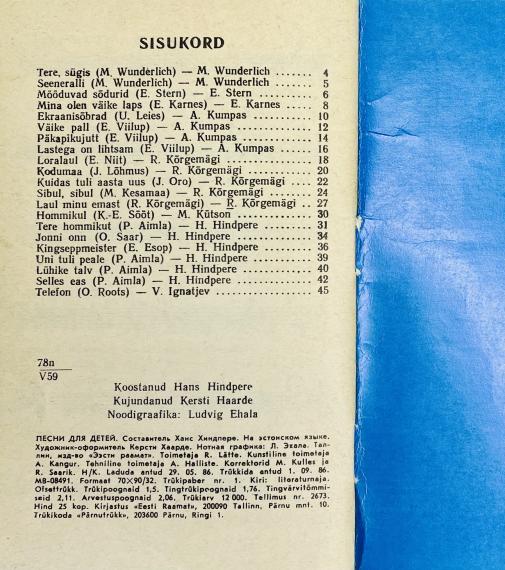 SISUKORD
Tere, sügis (M. Wunderlich) — M. Wunderlich ....... 4
Seeneralli (M. Wunderlich) — M. Wunderlich ....... 5
Mööduvad sõdurid (E. Stern) — E. Stern ........... 6
Mina olen väike laps (E. Karnes) — E. Karnes ...... 8
Ekraanisõbrad (U. Leies) — A. Kumpas ............ 10
Väike pall (E. Viilup) — A. Kumpas ............... 12
Päkapikujutt (E. Viilup) — A. Kumpas ............. 14
Lastega on lihtsam (E. Viilup) — A. Kumpas ....... 16
Loralaul (E. Niit) — R. Kõrgemägi ................ 18
Kodumaa (J. Lõhmus) — R. Kõrgemägi ............ 20
Kuidas tuli aasta uus (J. Oro) — R. Kõrgemägi .... 22
Sibul, sibul (M. Kesamaa) — R. Kõrgemägi ........ 24
Laul minu emast (R. Kõrgemägi) — R. Kõrgemägi .. 27
Hommikul (K.-E. Sööt) — M. Kütson .............. 30
Tere hommikut (P. Aimla) — H. Hindpere .......... 31
Jonni onn (O. Saar) — H. Hindpere ............... 34
Kingseppmeister (E. Esop) — H. Hindpere .......... 36
Uni tuli peale (P. Aimla) — H. Hindpere ........... 39
Lühike talv (P. Aimla) — H. Hindpere ............. 40
Selles eas (P. Aimla) — H. Hindpere .............. 42
Telefon (O. Roots) — V. Ignatjev ................. 45
78n
V59
Koostanud Hans Hindpere
Kujundanud Kersti Haarde
Noodigraafika: Ludvig Ehala
ПЕСНИ ДЛЯ ДЕТЕЙ. Составитель Ханс Хиндпере. На эстонском языке.
Художник-оформитель Керсти Хаарде. Нотная графика: Л. Эхала. Тал-
линн, изд-во «Ээсти раамат». Toimetaja R. Lätte. Kunstiline toimetaja
A. Kangur. Tehniline toimetaja A. Halliste. Korrektorid M. Kulles ja
R. Saarik. H/K. Laduda antud 29. 05. 86. Trükkida antud 1. 09. 86.
MB-08491. Formaat 70×90/32. Trükipaber nr. 1. Kiri: literaturnaja.
Ofsettrükk. Trükipoognaid 1,5. Tingtrükipoognaid 1,76. Tingvärvitõmmi-
seid 2,11. Arvestuspoognaid 2,06. Trükiarv 12 000. Tellimus nr. 2673.
Hind 25 kop. Kirjastus «Eesti Raamat», 200090 Tallinn, Pärnu mnt. 10.
Trükikoda «Pärnutrükk», 203600 Pärnu, Ringi 1.